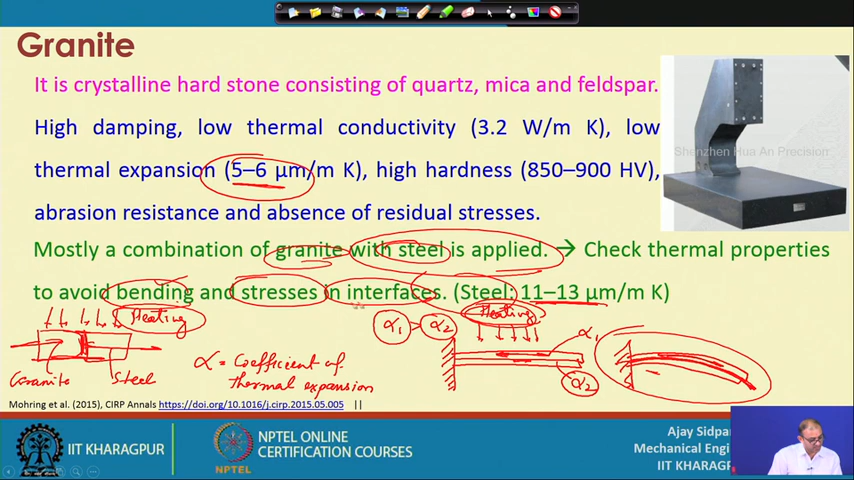 Granite
It is crystalline hard stone consisting of quartz, mica and feldspar.
High damping, low thermal conductivity (3.2 W/m K), low
thermal expansion (5–6 μm/m K), high hardness (850–900 HV),
abrasion resistance and absence of residual stresses.
Shenzhen Hua An Precision
Mostly a combination of granite with steel is applied. → Check thermal properties
to avoid bending and stresses in interfaces. (Steel: 11–13 μm/m K)
Heating
Granite
Steel
α = Coefficient of
thermal expansion
α1 > α2
Heating
α1
α2
Mohring et al. (2015), CIRP Annals https://doi.org/10.1016/j.cirp.2015.05.005 ||
IIT KHARAGPUR
NPTEL
NPTEL ONLINE
CERTIFICATION COURSES
Ajay Sidpar
Mechanical Engine
IIT KHARAGP